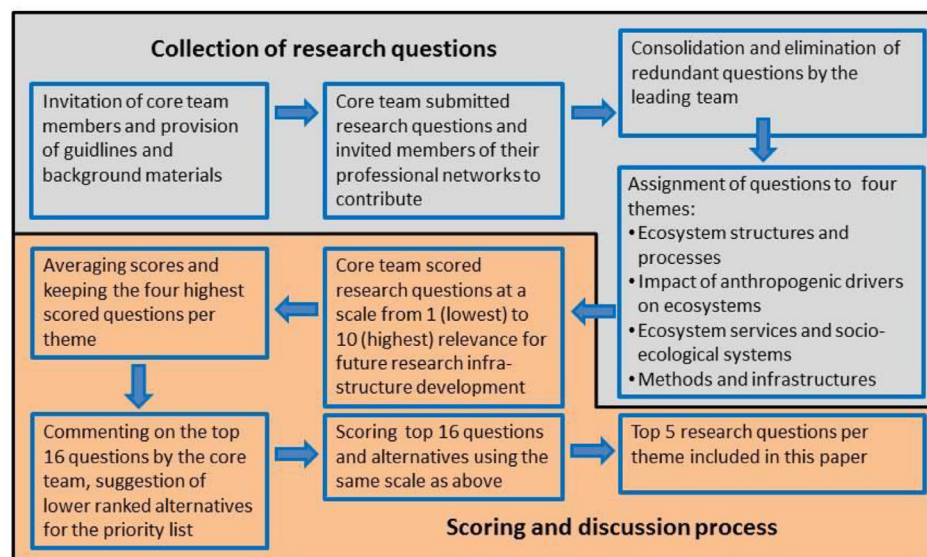 Collection of research questions
Invitation of core team
members and provision
of guidlines and
background materials
Core team submitted
research questions and
invited members of their
professional networks to
contribute
Consolidation and elimination of
redundant questions by the
leading team
Assignment of questions to four
themes:
•Ecosystem structures and
processes
•Impact of anthropogenic drivers
on ecosystems
•Ecosystem services and socio-
ecological systems
•Methods and infrastructures
Core team scored
research questions at a
scale from 1 (lowest) to
10 (highest) relevance for
future research infra-
structure development
Averaging scores and
keeping the four highest
scored questions per
theme
Commenting on the top
16 questions by the core
team, suggestion of
lower ranked alternatives
for the priority list
Scoring top 16 questions
and alternatives using the
same scale as above
Top 5 research questions per
theme included in this paper
Scoring and discussion process